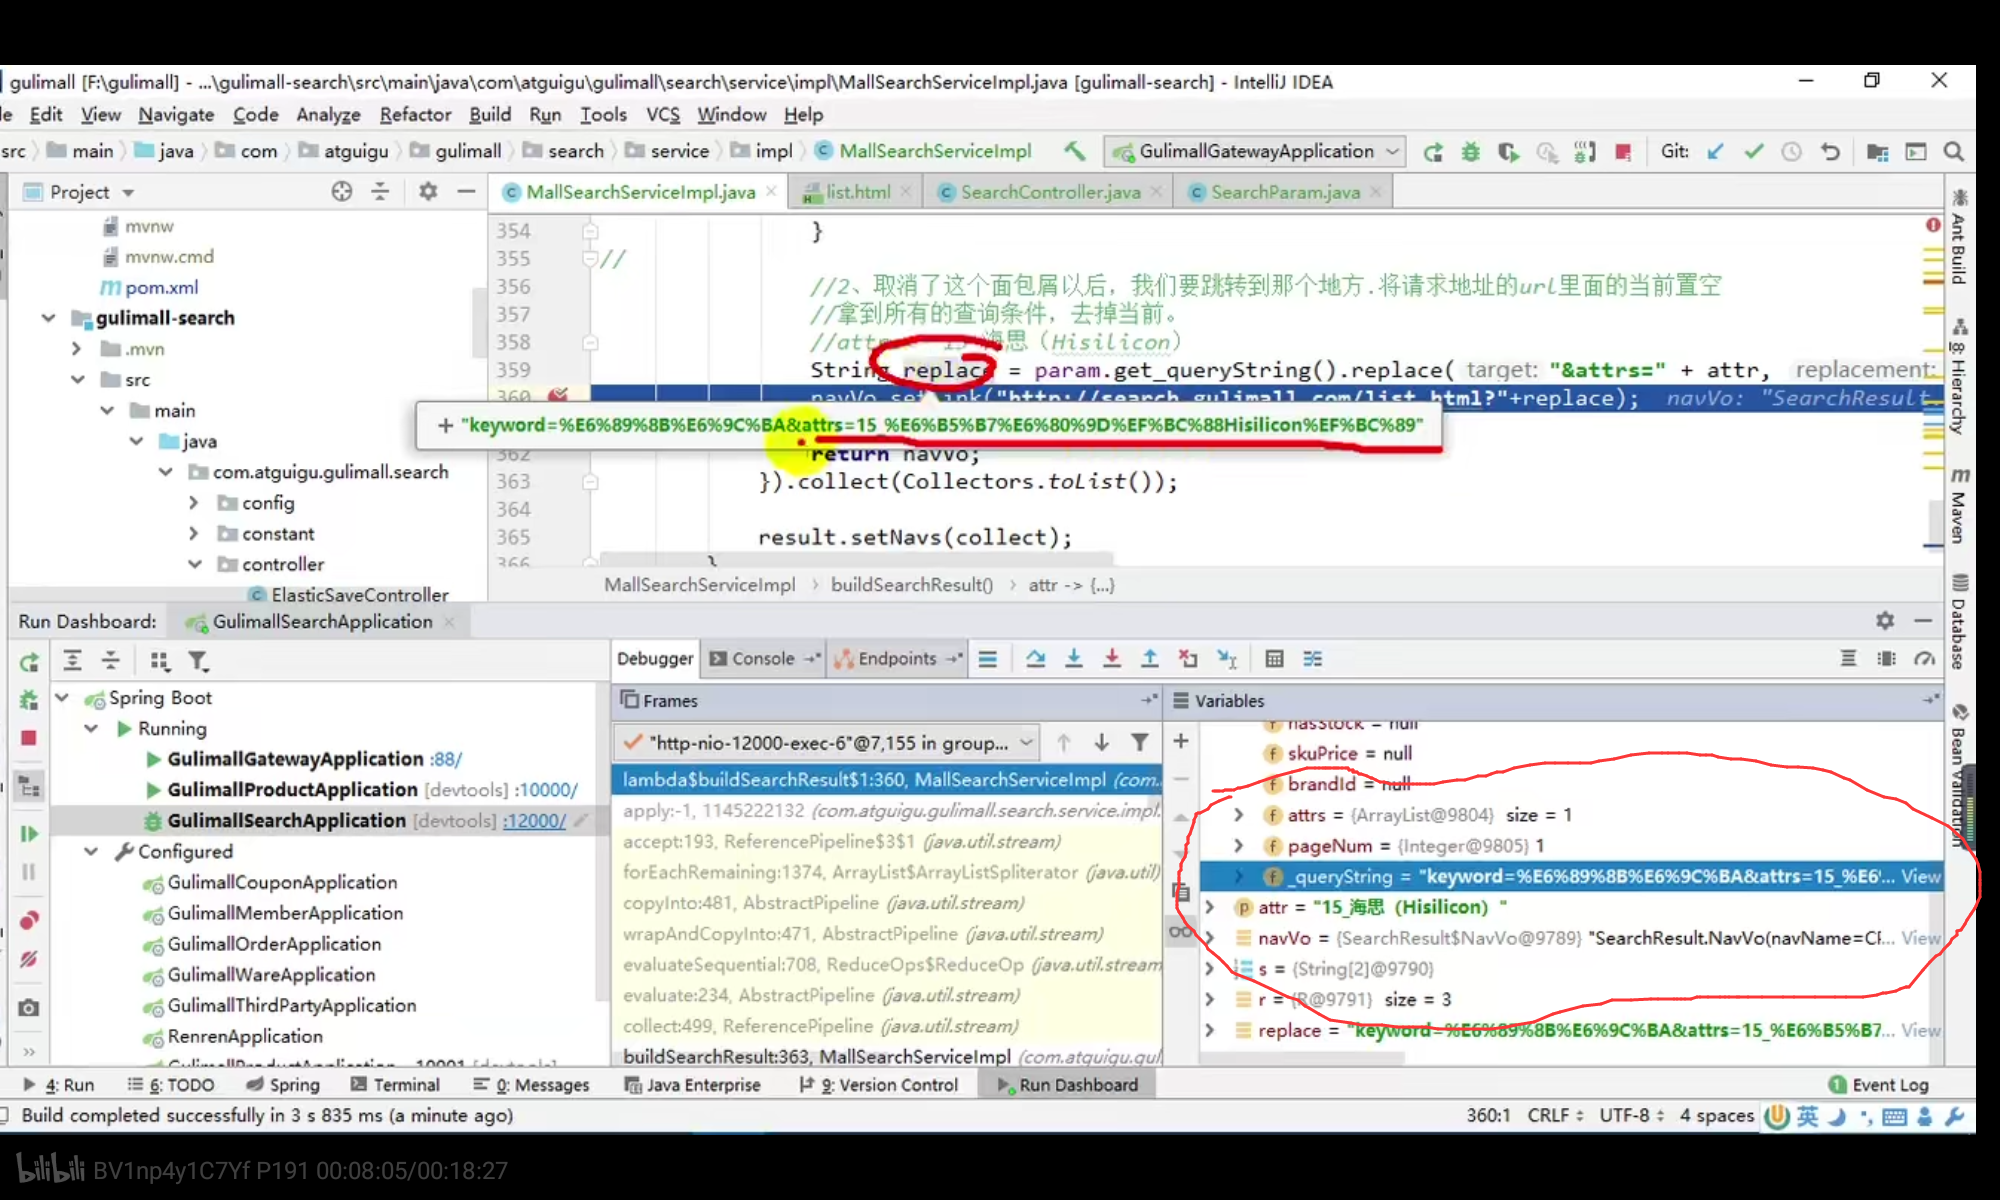 gulimall [F:\gulimall] - ...\gulimall-search\src\main\java\com\atguigu\gulimall\search\service\impl\MallSearchServiceImpl.java [gulimall-search] - IntelliJ IDEA
Edit View Navigate Code Analyze Refactor Build Run Tools VCS Window Help
src main java com atguigu gulimall search service impl MallSearchServiceImpl GulimallGatewayApplication Git:
Project MallSearchServiceImpl.java list.html SearchController.java SearchParam.java
mvnw
mvnw.cmd
pom.xml
gulimall-search
.mvn
src
main
java
com.atguigu.gulimall.search
config
constant
controller
ElasticSaveController
354 }
355 //
356 //2、取消了这个面包屑以后，我们要跳转到那个地方.将请求地址的url里面的当前置空
357 //拿到所有的查询条件，去掉当前。
358 海思（Hisilicon）
359 String replace = param.get_queryString().replace( target: "&attrs=" + attr, replacement:
360 navVo.setLink("http://search.gulimall.com/list.html?"+replace); navVo: "SearchResult.
+ "keyword=%E6%89%8B%E6%9C%BA&attrs=15_%E6%B5%B7%E6%80%9D%EF%BC%88Hisilicon%EF%BC%89"
362 return navVo;
363 }).collect(Collectors.toList());
364
365 result.setNavs(collect);
366 }
MallSearchServiceImpl › buildSearchResult() › attr -> {...}
Ant Build
8: Hierarchy
Maven
Database
Bean Validation
Run Dashboard: GulimallSearchApplication
Debugger Console Endpoints
Spring Boot
Running
GulimallGatewayApplication :88/
GulimallProductApplication [devtools] :10000/
GulimallSearchApplication [devtools] :12000/
Configured
GulimallCouponApplication
GulimallMemberApplication
GulimallOrderApplication
GulimallWareApplication
GulimallThirdPartyApplication
RenrenApplication
GulimallProductApplication - 10001 [devtools]
Frames
"http-nio-12000-exec-6"@7,155 in group...
lambda$buildSearchResult$1:360, MallSearchServiceImpl (com.
apply:-1, 1145222132 (com.atguigu.gulimall.search.service.impl.
accept:193, ReferencePipeline$3$1 (java.util.stream)
forEachRemaining:1374, ArrayList$ArrayListSpliterator (java.util)
copyInto:481, AbstractPipeline (java.util.stream)
wrapAndCopyInto:471, AbstractPipeline (java.util.stream)
evaluateSequential:708, ReduceOps$ReduceOp (java.util.stream
evaluate:234, AbstractPipeline (java.util.stream)
collect:499, ReferencePipeline (java.util.stream)
buildSearchResult:363, MallSearchServiceImpl (com.atguigu.gul
Variables
hasStock = null
skuPrice = null
brandId = null
attrs = {ArrayList@9804} size = 1
pageNum = {Integer@9805} 1
_queryString = "keyword=%E6%89%8B%E6%9C%BA&attrs=15_%E6'... View
attr = "15_海思（Hisilicon）"
navVo = {SearchResult$NavVo@9789} "SearchResult.NavVo(navName=CF... View
s = {String[2]@9790}
r = {R@9791} size = 3
replace = "keyword=%E6%89%8B%E6%9C%BA&attrs=15_%E6%B5%B7... View
4: Run 6: TODO Spring Terminal 0: Messages Java Enterprise 9: Version Control Run Dashboard 1 Event Log
Build completed successfully in 3 s 835 ms (a minute ago) 360:1 CRLF UTF-8 4 spaces 英
bilibili BV1np4y1C7Yf P191 00:08:05/00:18:27